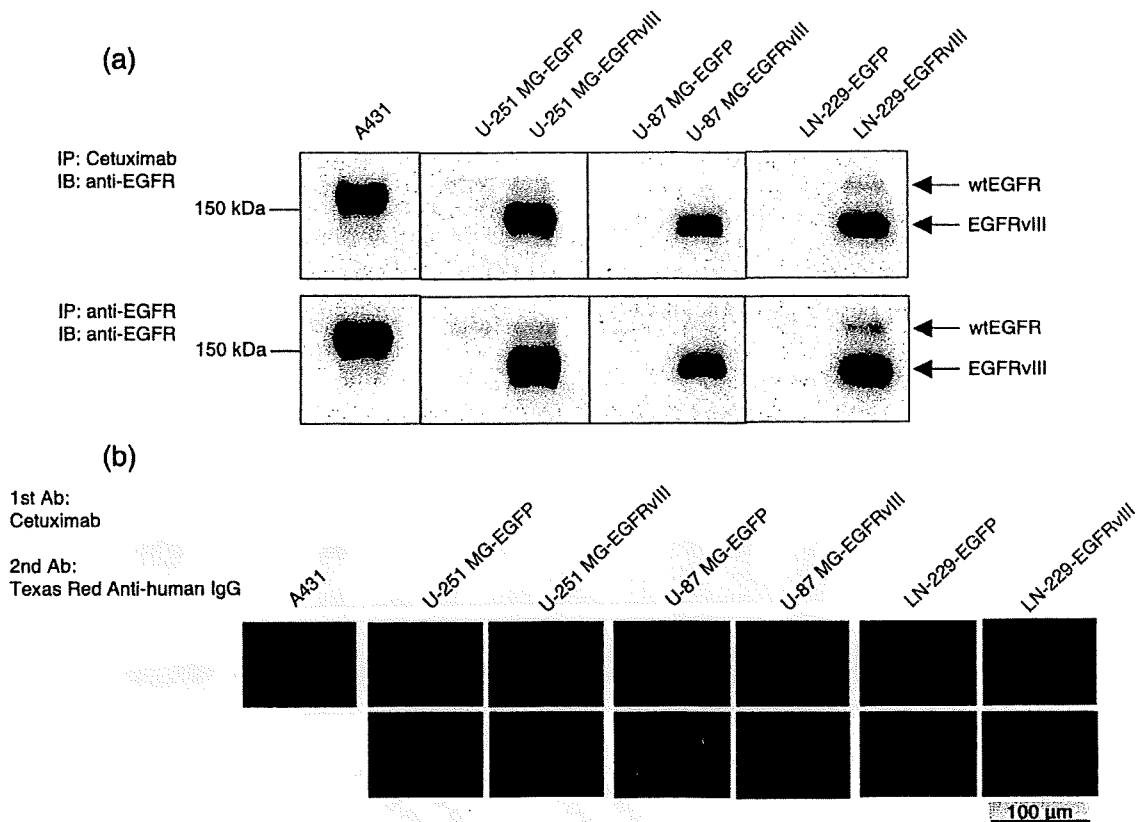 (a)
A431
U-251 MG-EGFP
U-251 MG-EGFRvIII
U-87 MG-EGFP
U-87 MG-EGFRvIII
LN-229-EGFP
LN-229-EGFRvIII
IP: Cetuximab
IB: anti-EGFR
150 kDa
wtEGFR
EGFRvIII
IP: anti-EGFR
IB: anti-EGFR
150 kDa
wtEGFR
EGFRvIII
(b)
1st Ab:
Cetuximab
2nd Ab:
Texas Red Anti-human IgG
A431
U-251 MG-EGFP
U-251 MG-EGFRvIII
U-87 MG-EGFP
U-87 MG-EGFRvIII
LN-229-EGFP
LN-229-EGFRvIII
100 µm